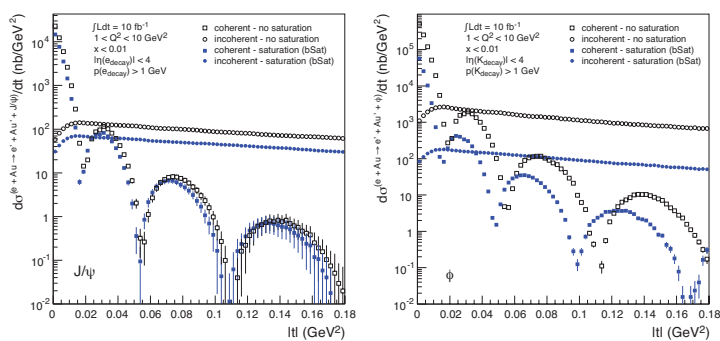 dσ(e + Au → e' + Au' + J/ψ)/dt (nb/GeV²)
10⁴
10³
10²
10
1
10⁻¹
10⁻²
∫Ldt = 10 fb⁻¹
1 < Q² < 10 GeV²
x < 0.01
|η(e_decay)| < 4
p(e_decay) > 1 GeV
coherent - no saturation
incoherent - no saturation
coherent - saturation (bSat)
incoherent - saturation (bSat)
J/ψ
0 0.02 0.04 0.06 0.08 0.1 0.12 0.14 0.16 0.18
|t| (GeV²)
dσ(e + Au → e' + Au' + ϕ)/dt (nb/GeV²)
10⁵
10⁴
10³
10²
10
1
10⁻¹
10⁻²
∫Ldt = 10 fb⁻¹
1 < Q² < 10 GeV²
x < 0.01
|η(K_decay)| < 4
p(K_decay) > 1 GeV
coherent - no saturation
incoherent - no saturation
coherent - saturation (bSat)
incoherent - saturation (bSat)
ϕ
0 0.02 0.04 0.06 0.08 0.1 0.12 0.14 0.16 0.18
|t| (GeV²)